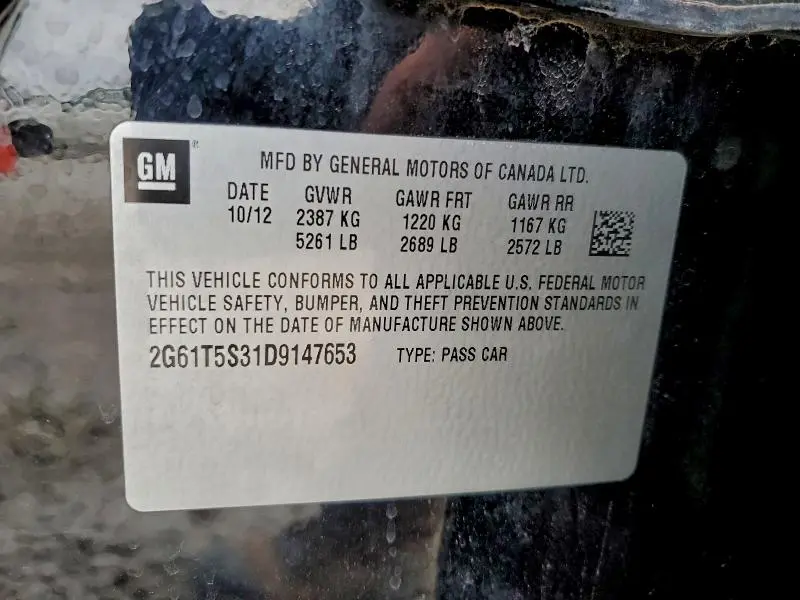 GM®
MFD BY GENERAL MOTORS OF CANADA LTD.
DATE GVWR GAWR FRT GAWR RR
10/12 2387 KG 1220 KG 1167 KG
5261 LB 2689 LB 2572 LB
THIS VEHICLE CONFORMS TO ALL APPLICABLE U.S. FEDERAL MOTOR
VEHICLE SAFETY, BUMPER, AND THEFT PREVENTION STANDARDS IN
EFFECT ON THE DATE OF MANUFACTURE SHOWN ABOVE.
2G61T5S31D9147653 TYPE: PASS CAR